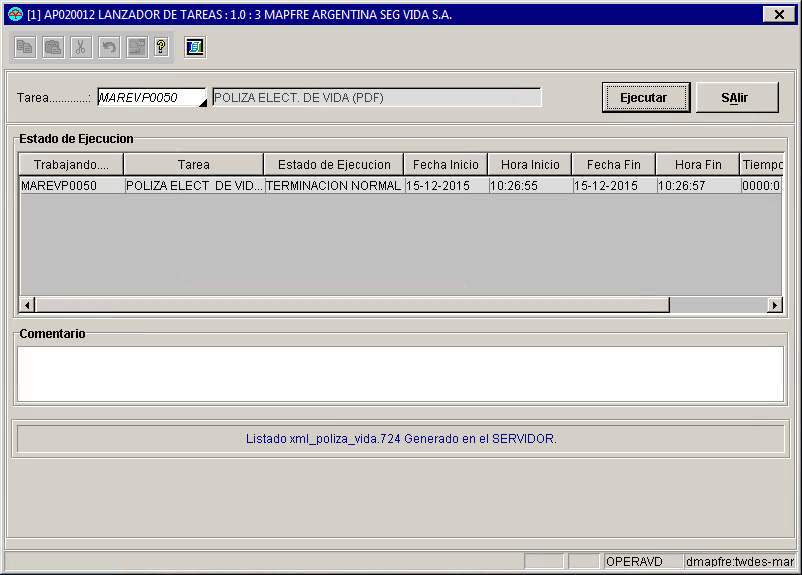 [1] AP020012 LANZADOR DE TAREAS : 1.0 : 3 MAPFRE ARGENTINA SEG VIDA S.A.
Tarea............: MAREVP0050 POLIZA ELECT. DE VIDA (PDF) Ejecutar SAlir
Estado de Ejecucion
Trabajando.... Tarea Estado de Ejecucion Fecha Inicio Hora Inicio Fecha Fin Hora Fin Tiempo
MAREVP0050 POLIZA ELECT DE VID... TERMINACION NORMAL 15-12-2015 10:26:55 15-12-2015 10:26:57 0000:0
Comentario
Listado xml_poliza_vida.724 Generado en el SERVIDOR.
OPERAVD dmapfre:twdes-mar